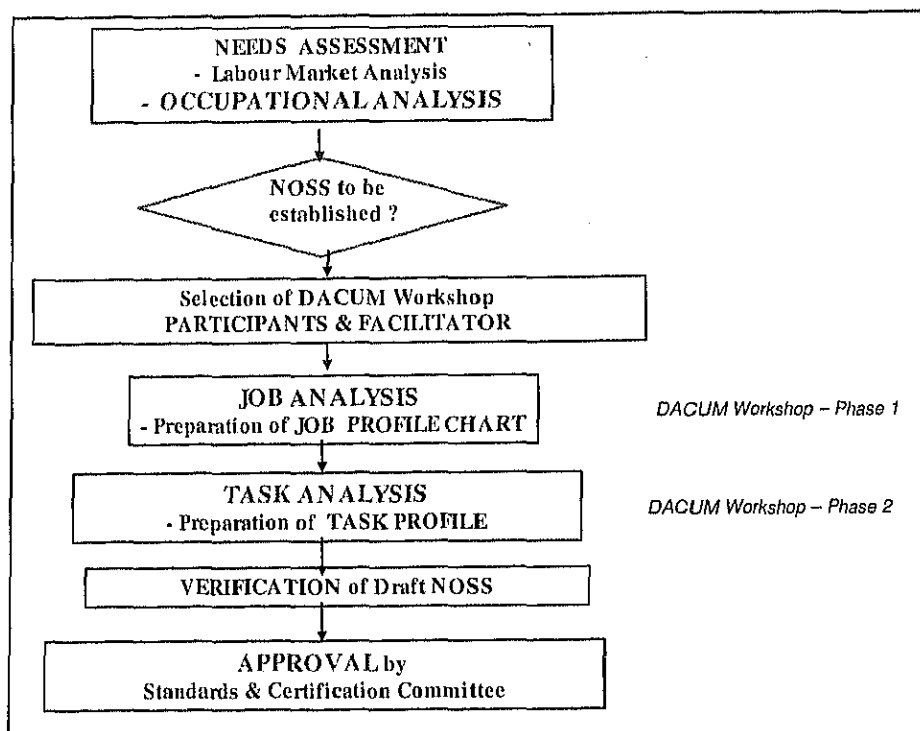 NEEDS ASSESSMENT
- Labour Market Analysis
- OCCUPATIONAL ANALYSIS
NOSS to be
established ?
Selection of DACUM Workshop
PARTICIPANTS & FACILITATOR
JOB ANALYSIS
- Preparation of JOB PROFILE CHART
DACUM Workshop – Phase 1
TASK ANALYSIS
- Preparation of TASK PROFILE
DACUM Workshop – Phase 2
VERIFICATION of Draft NOSS
APPROVAL by
Standards & Certification Committee